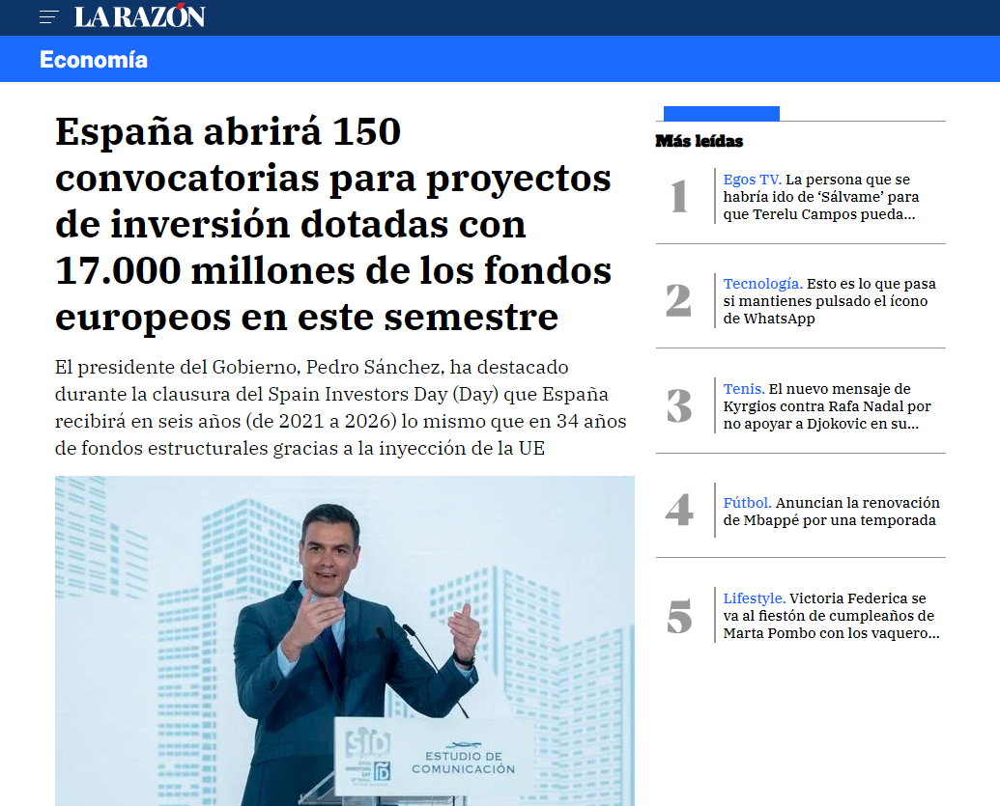 LA RAZÓN
Economía
España abrirá 150
convocatorias para proyectos
de inversión dotadas con
17.000 millones de los fondos
europeos en este semestre
El presidente del Gobierno, Pedro Sánchez, ha destacado
durante la clausura del Spain Investors Day (Day) que España
recibirá en seis años (de 2021 a 2026) lo mismo que en 34 años
de fondos estructurales gracias a la inyección de la UE
SID
SPAIN
INVESTORS
DAY
ESTUDIO DE
COMUNICACIÓN
Más leídas
1
Egos TV. La persona que se
habría ido de ‘Sálvame’ para
que Terelu Campos pueda...
2
Tecnología. Esto es lo que pasa
si mantienes pulsado el ícono
de WhatsApp
3
Tenis. El nuevo mensaje de
Kyrgios contra Rafa Nadal por
no apoyar a Djokovic en su...
4
Fútbol. Anuncian la renovación
de Mbappé por una temporada
5
Lifestyle. Victoria Federica se
va al fiestón de cumpleaños de
Marta Pombo con los vaquero...